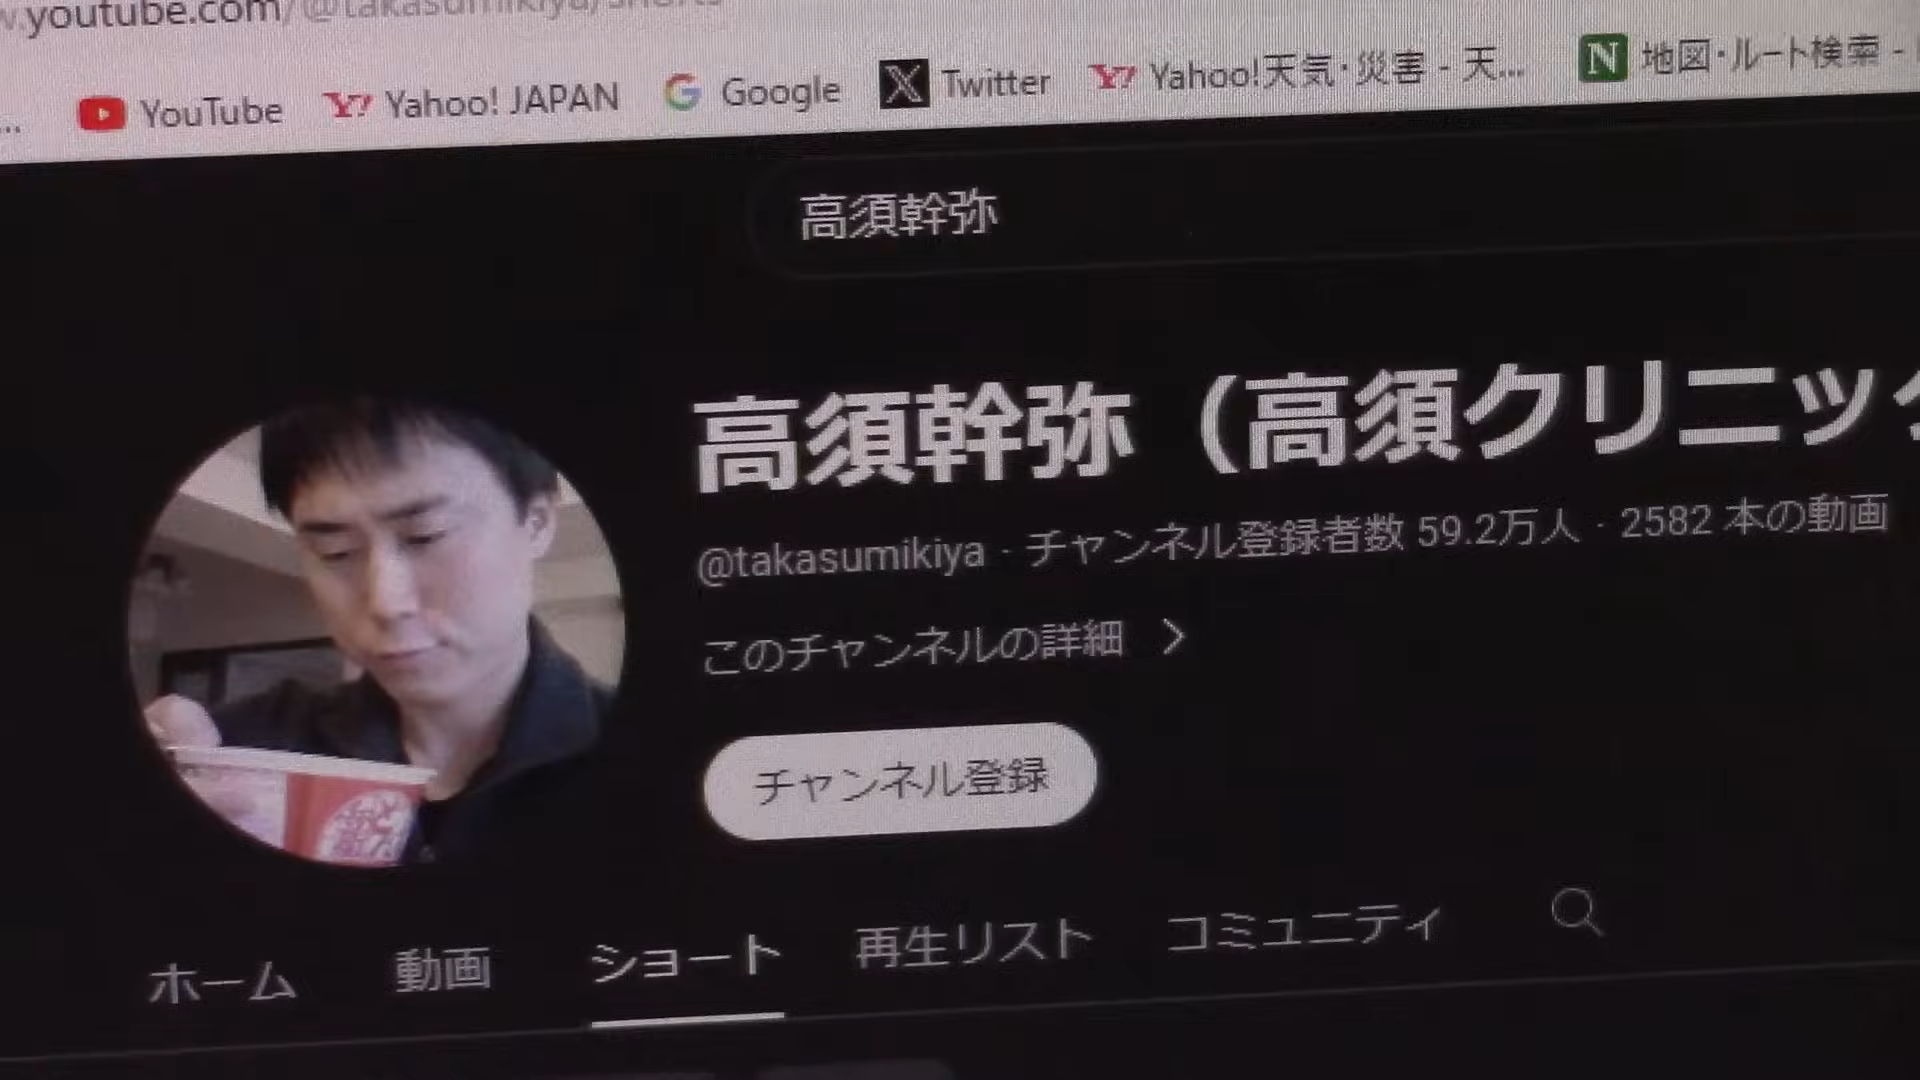 youtube.com/@takasumikiya/shorts
... YouTube Yahoo! JAPAN Google Twitter Yahoo!天気・災害 - 天... 地図・ルート検索 -
高須幹弥
高須幹弥（高須クリニック
@takasumikiya · チャンネル登録者数 59.2万人 · 2582 本の動画
このチャンネルの詳細 >
チャンネル登録
ホーム 動画 ショート 再生リスト コミュニティ